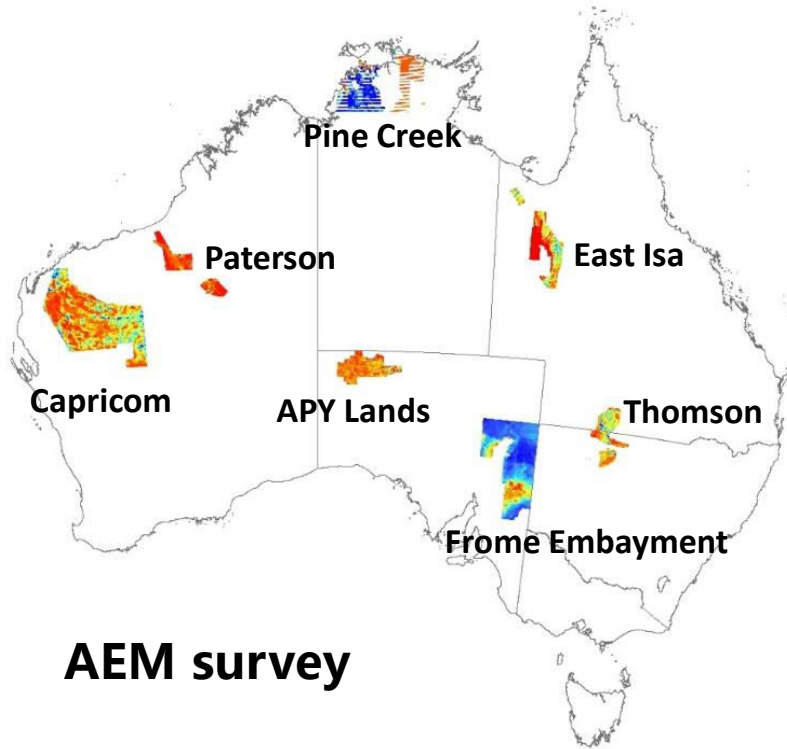 Pine Creek
Paterson
East Isa
Capricom
APY Lands
Thomson
Frome Embayment
AEM survey